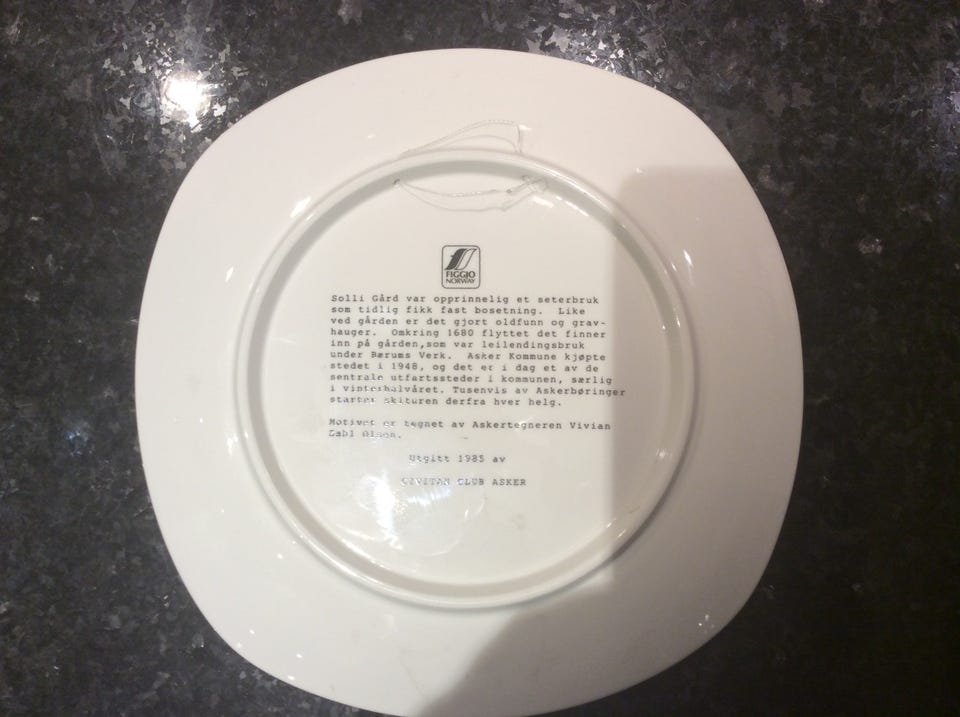 FIGGJO
NORWAY
Solli Gård var opprinnelig et seterbruk
som tidlig fikk fast bosetning. Like
ved gården er det gjort oldfunn og grav-
hauger. Omkring 1680 flyttet det finner
inn på gården,som var leilendingsbruk
under Bærums Verk. Asker Kommune kjøpte
stedet i 1948, og det er i dag et av de
sentrale utfartssteder i kommunen, særlig
i vinterhalvåret. Tusenvis av Askerbøringer
starter skituren derfra hver helg.
Motivet er tegnet av Askertegneren Vivian
Zahl Olsen.
Utgitt 1985 av
CIVITAN CLUB ASKER